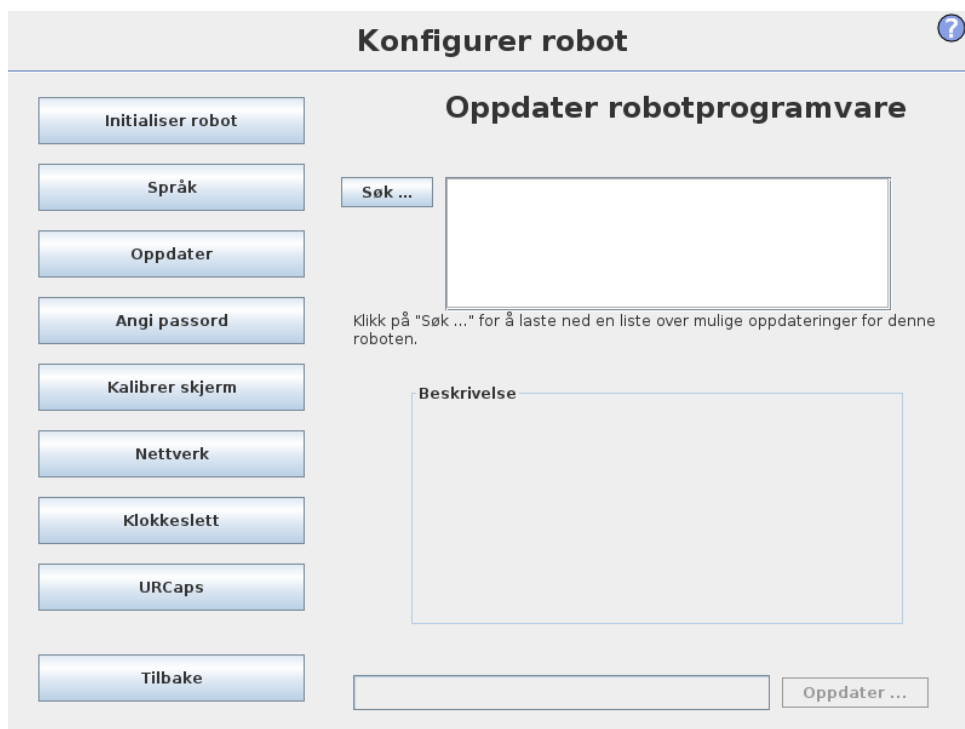 Konfigurer robot
?
Initialiser robot
Språk
Oppdater
Angi passord
Kalibrer skjerm
Nettverk
Klokkeslett
URCaps
Tilbake
Oppdater robotprogramvare
Søk ...
Klikk på "Søk ..." for å laste ned en liste over mulige oppdateringer for denne
roboten.
Beskrivelse
Oppdater ...